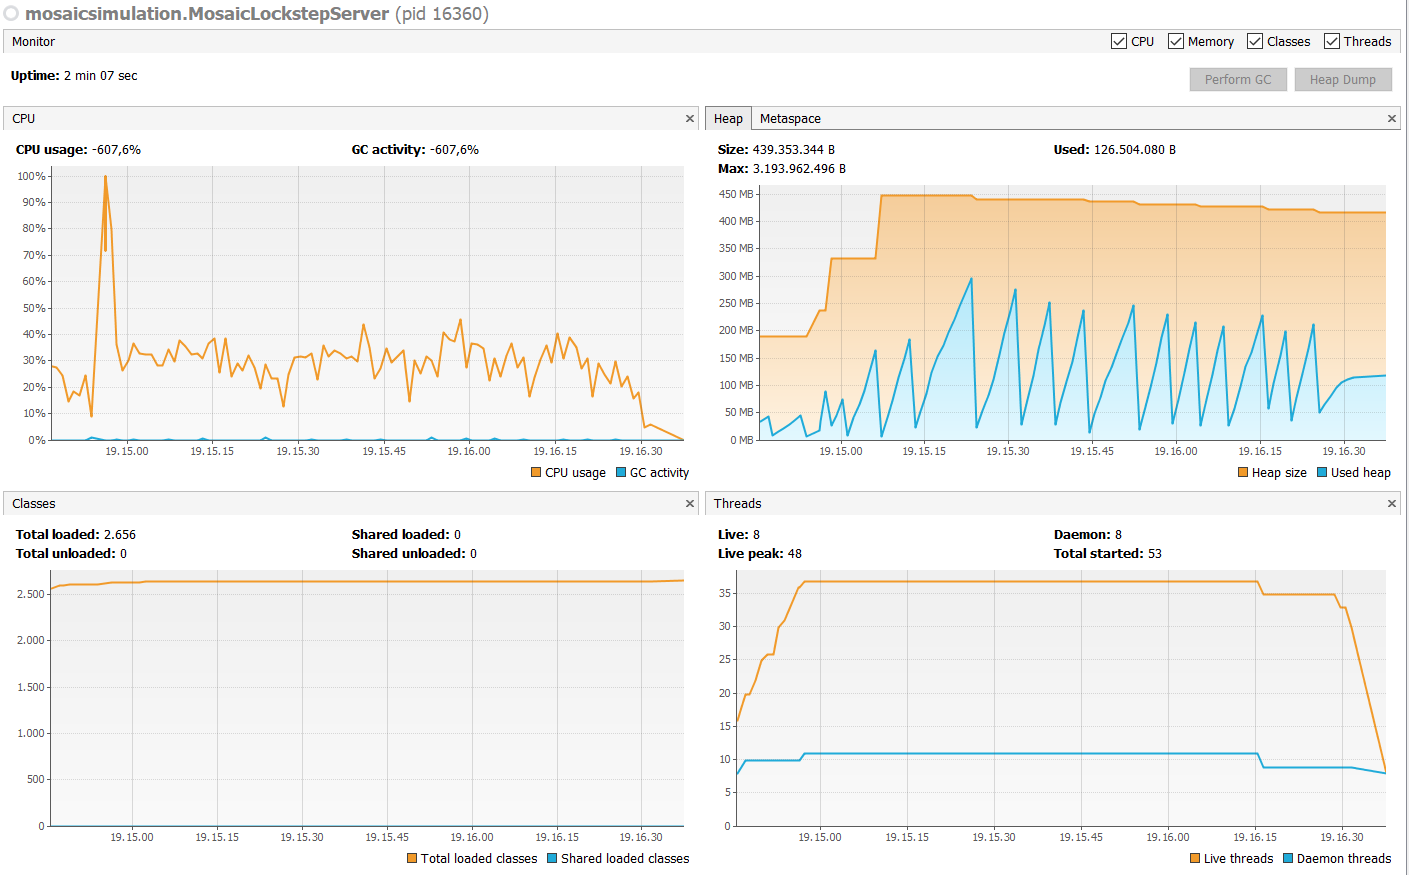 mosaicsimulation.MosaicLockstepServer (pid 16360)
Monitor
CPU Memory Classes Threads
Uptime: 2 min 07 sec
Perform GC Heap Dump
CPU
CPU usage: -607,6% GC activity: -607,6%
100%
90%
80%
70%
60%
50%
40%
30%
20%
10%
0%
19.15.00 19.15.15 19.15.30 19.15.45 19.16.00 19.16.15 19.16.30
CPU usage GC activity
Heap Metaspace
Size: 439.353.344 B Used: 126.504.080 B
Max: 3.193.962.496 B
450 MB
400 MB
350 MB
300 MB
250 MB
200 MB
150 MB
100 MB
50 MB
0 MB
19.15.00 19.15.15 19.15.30 19.15.45 19.16.00 19.16.15 19.16.30
Heap size Used heap
Classes
Total loaded: 2.656 Shared loaded: 0
Total unloaded: 0 Shared unloaded: 0
2.500
2.000
1.500
1.000
500
0
19.15.00 19.15.15 19.15.30 19.15.45 19.16.00 19.16.15 19.16.30
Total loaded classes Shared loaded classes
Threads
Live: 8 Daemon: 8
Live peak: 48 Total started: 53
35
30
25
20
15
10
5
0
19.15.00 19.15.15 19.15.30 19.15.45 19.16.00 19.16.15 19.16.30
Live threads Daemon threads